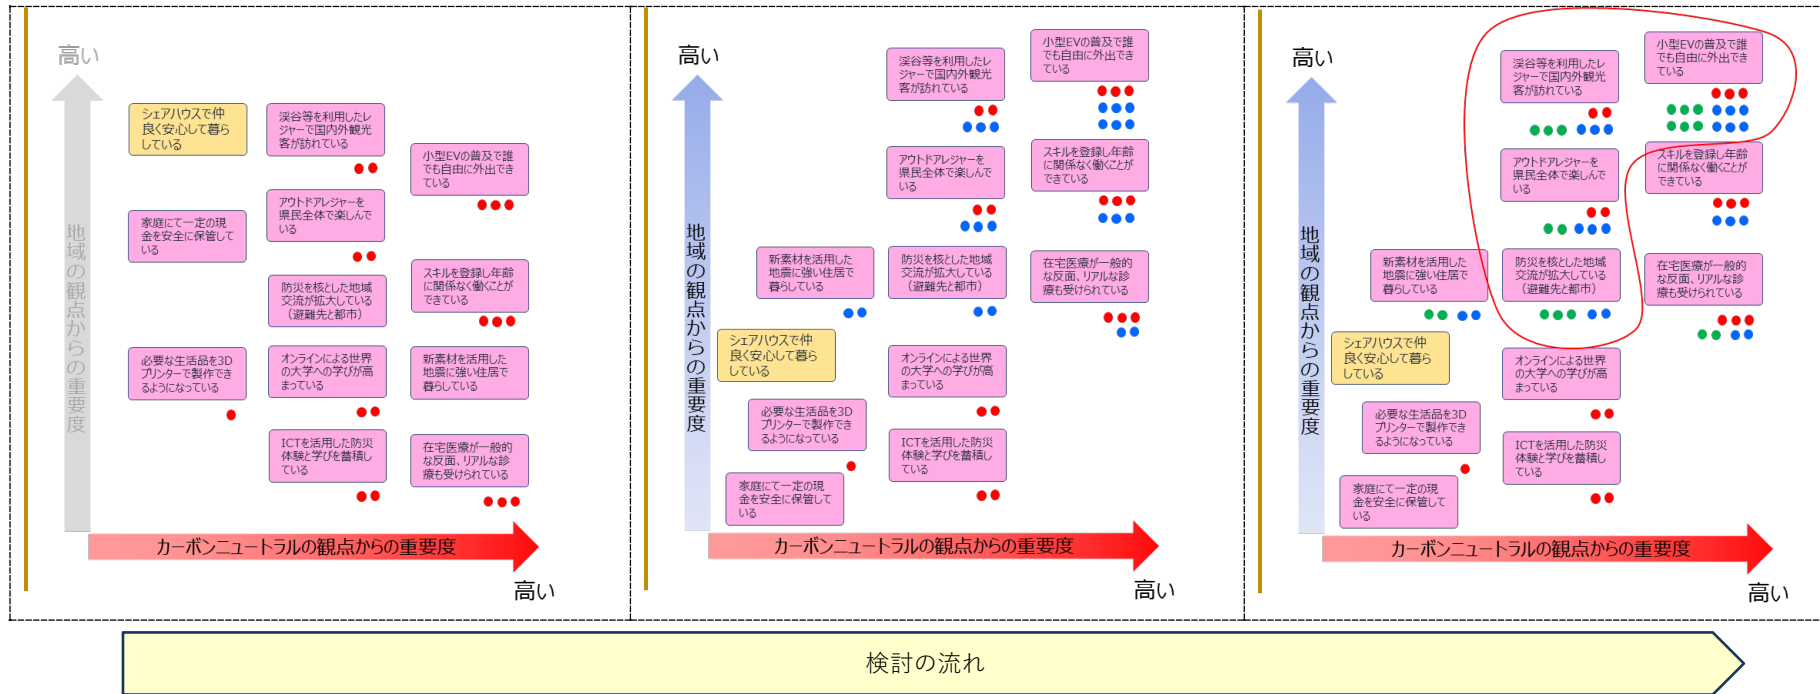 高い
シェアハウスで仲
良く安心して暮ら
している
渓谷等を利用したレ
ジャーで国内外観光
客が訪れている
小型EVの普及で誰
でも自由に外出でき
ている
家庭にて一定の現
金を安全に保管して
いる
アウトドアレジャーを
県民全体で楽しんで
いる
防災を核とした地域
交流が拡大している
（避難先と都市）
スキルを登録し年齢
に関係なく働くことが
できている
必要な生活品を3D
プリンターで製作でき
るようになっている
オンラインによる世界
の大学への学びが高
まっている
新素材を活用した
地震に強い住居で
暮らしている
ICTを活用した防災
体験と学びを蓄積し
ている
在宅医療が一般的
な反面、リアルな診
療も受けられている
地域の観点からの重要度
カーボンニュートラルの観点からの重要度
高い
高い
渓谷等を利用したレ
ジャーで国内外観光
客が訪れている
小型EVの普及で誰
でも自由に外出でき
ている
アウトドアレジャーを
県民全体で楽しんで
いる
スキルを登録し年齢
に関係なく働くことが
できている
新素材を活用した
地震に強い住居で
暮らしている
防災を核とした地域
交流が拡大している
（避難先と都市）
在宅医療が一般的
な反面、リアルな診
療も受けられている
シェアハウスで仲
良く安心して暮ら
している
オンラインによる世界
の大学への学びが高
まっている
必要な生活品を3D
プリンターで製作でき
るようになっている
ICTを活用した防災
体験と学びを蓄積し
ている
家庭にて一定の現
金を安全に保管して
いる
地域の観点からの重要度
カーボンニュートラルの観点からの重要度
高い
高い
渓谷等を利用したレ
ジャーで国内外観光
客が訪れている
小型EVの普及で誰
でも自由に外出でき
ている
アウトドアレジャーを
県民全体で楽しんで
いる
スキルを登録し年齢
に関係なく働くことが
できている
新素材を活用した
地震に強い住居で
暮らしている
防災を核とした地域
交流が拡大している
（避難先と都市）
在宅医療が一般的
な反面、リアルな診
療も受けられている
シェアハウスで仲
良く安心して暮ら
している
オンラインによる世界
の大学への学びが高
まっている
必要な生活品を3D
プリンターで製作でき
るようになっている
ICTを活用した防災
体験と学びを蓄積し
ている
家庭にて一定の現
金を安全に保管して
いる
地域の観点からの重要度
カーボンニュートラルの観点からの重要度
高い
検討の流れ